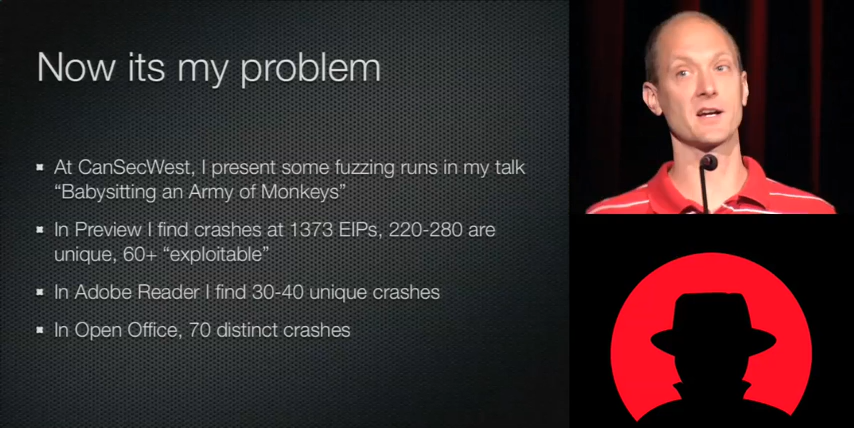 Now its my problem
At CanSecWest, I present some fuzzing runs in my talk
“Babysitting an Army of Monkeys”
In Preview I find crashes at 1373 EIPs, 220-280 are
unique, 60+ “exploitable”
In Adobe Reader I find 30-40 unique crashes
In Open Office, 70 distinct crashes